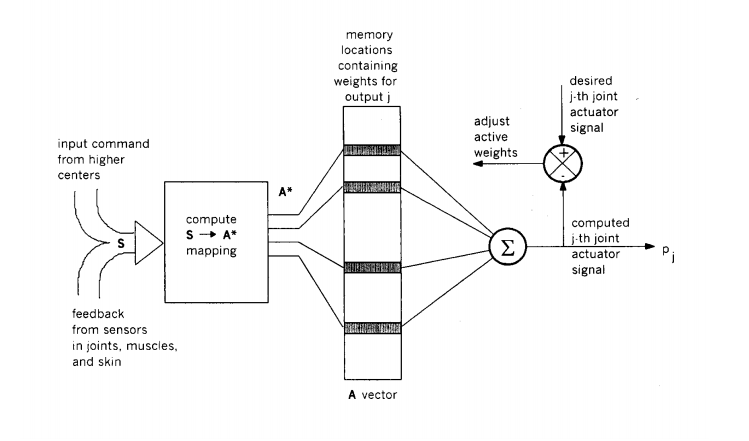 memory
locations
containing
weights for
output j
desired
j-th joint
actuator
signal
adjust
active
weights
+
-
input command
from higher
centers
A*
S
compute
S → A*
mapping
Σ
computed
j-th joint
actuator
signal
Pj
feedback
from sensors
in joints, muscles,
and skin
A vector